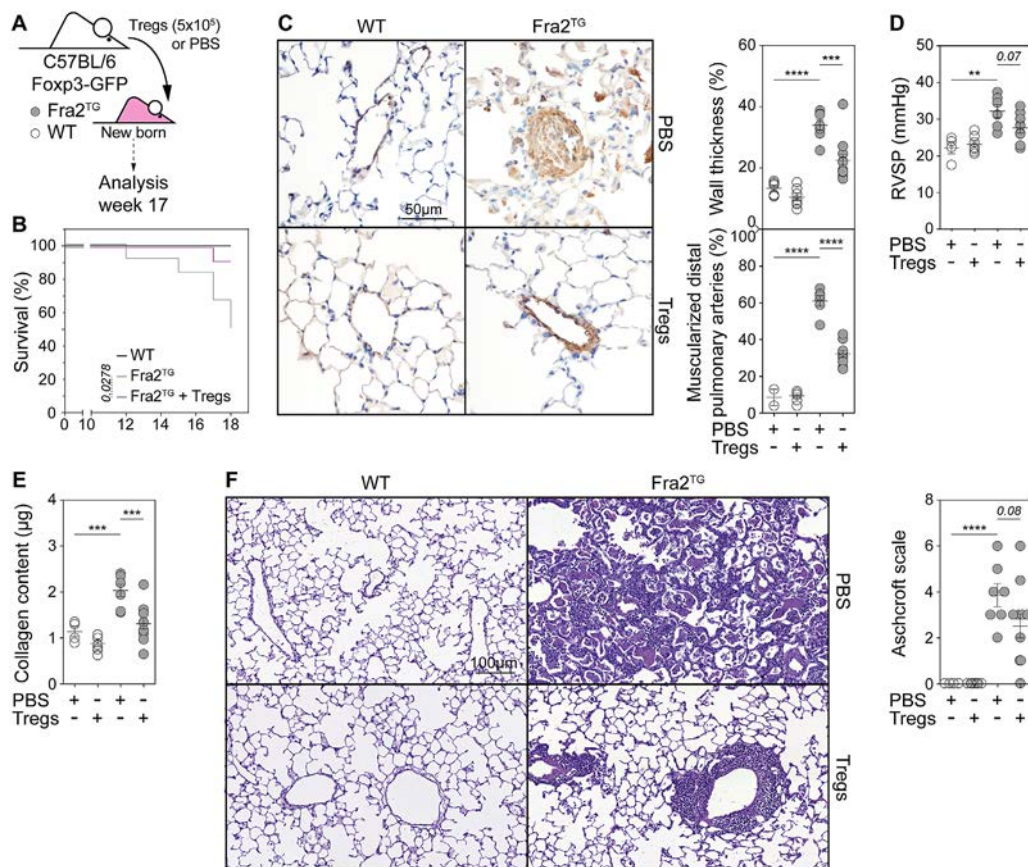 A
Tregs (5x10⁵)
or PBS
C57BL/6
Foxp3-GFP
Fra2ᵀᴳ
WT
New born
Analysis
week 17
B
Survival (%)
100
80
60
40
20
0
WT
Fra2ᵀᴳ
Fra2ᵀᴳ + Tregs
0,0278
0 10 12 14 16 18
C
WT Fra2ᵀᴳ
PBS
50µm
Tregs
Wall thickness (%)
60
40
20
0
**** ***
Muscularized distal
pulmonary arteries (%)
100
80
60
40
20
0
**** ****
PBS + - + -
Tregs - + - +
D
RVSP (mmHg)
50
40
30
20
10
0
** 0.07
PBS + - + -
Tregs - + - +
E
Collagen content (µg)
4
3
2
1
0
*** ***
PBS + - + -
Tregs - + - +
F
WT Fra2ᵀᴳ
PBS
100µm
Tregs
Aschcroft scale
8
6
4
2
0
**** 0.08
PBS + - + -
Tregs - + - +